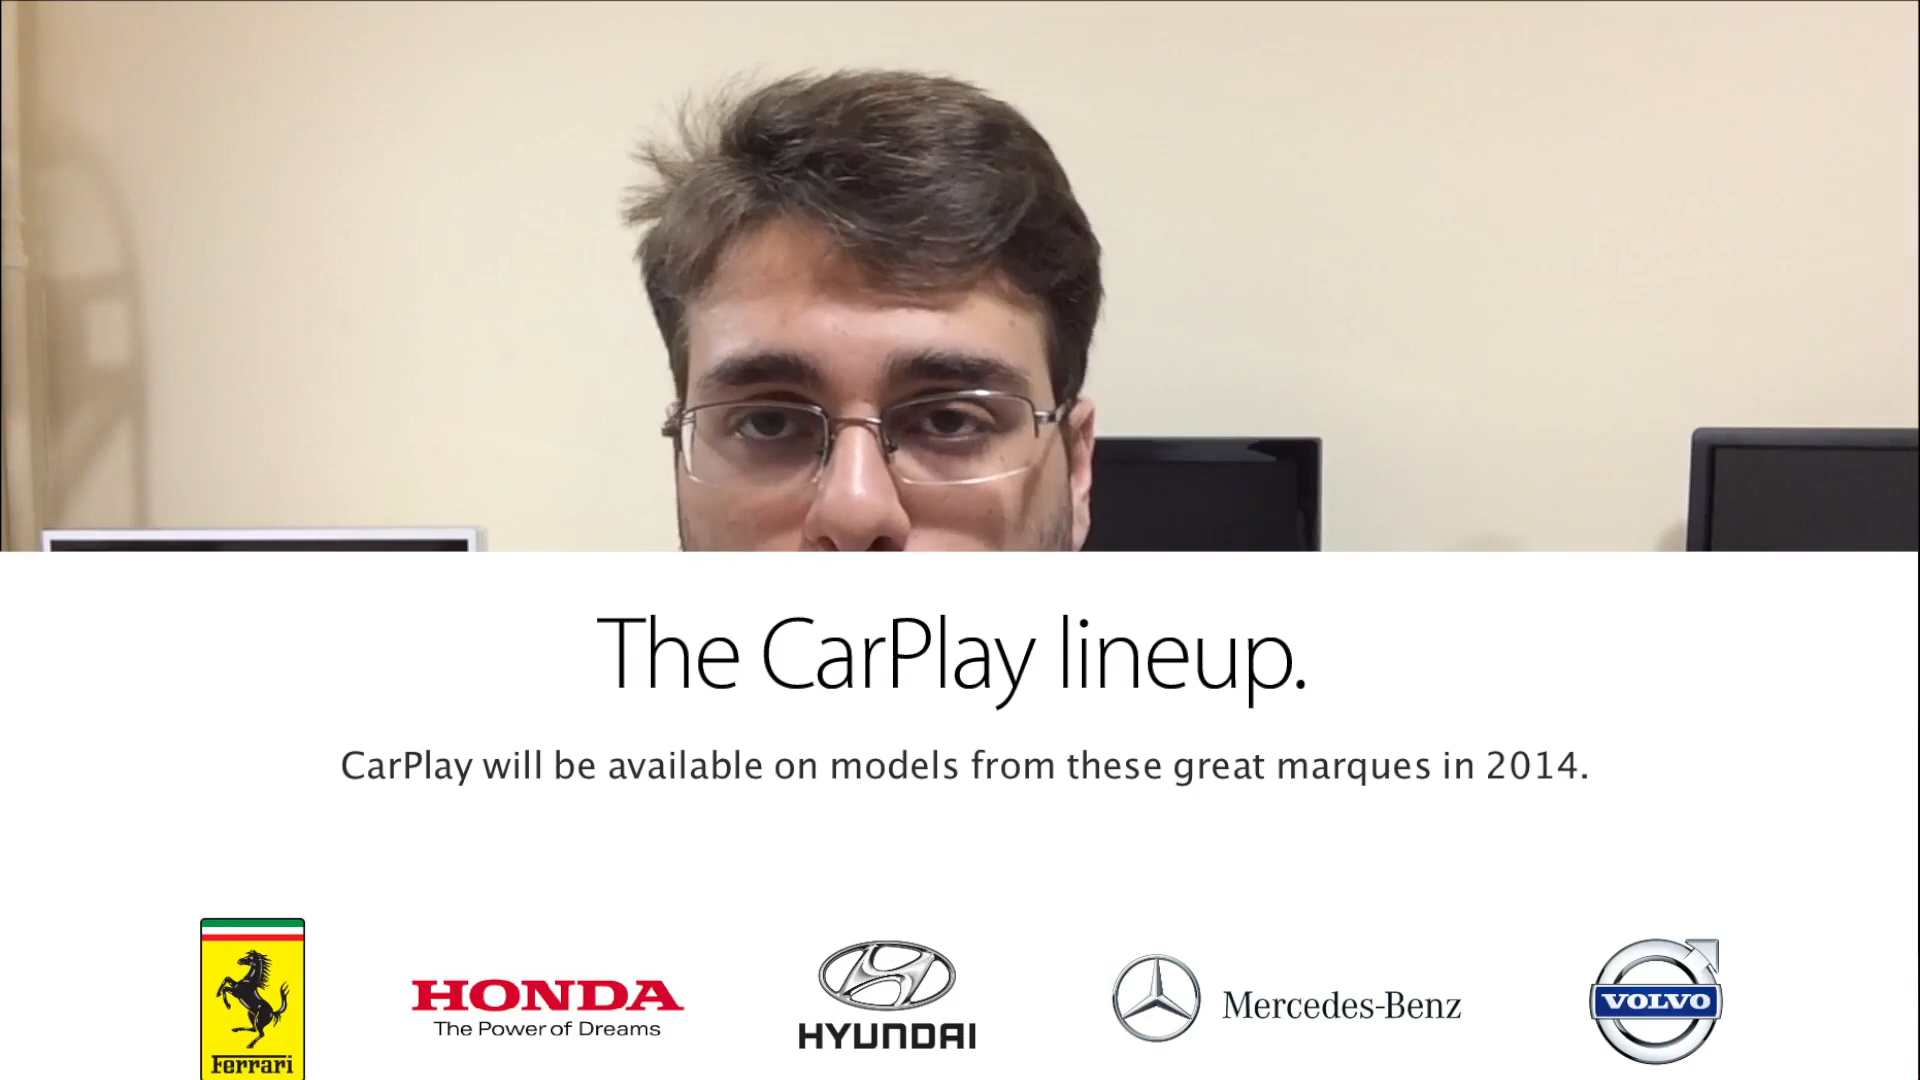 The CarPlay lineup.
CarPlay will be available on models from these great marques in 2014.
Ferrari
HONDA
The Power of Dreams
HYUNDAI
Mercedes-Benz
VOLVO